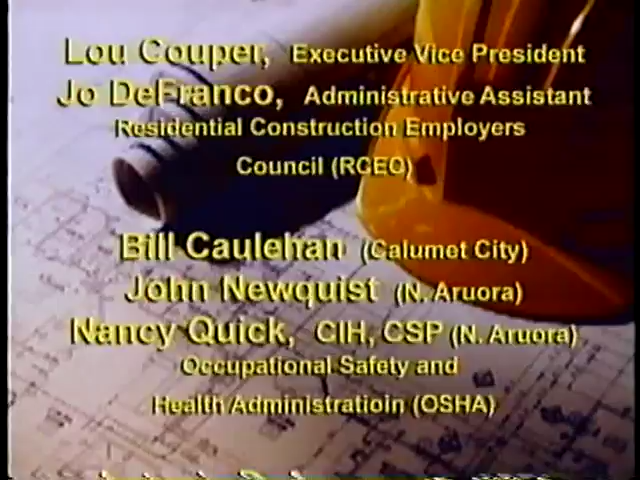 Lou Couper, Executive Vice President
Jo DeFranco, Administrative Assistant
Residential Construction Employers
Council (RCEC)
Bill Caulehan (Calumet City)
John Newquist (N. Aruora)
Nancy Quick, CIH, CSP (N. Aruora)
Occupational Safety and
Health Administratioin (OSHA)